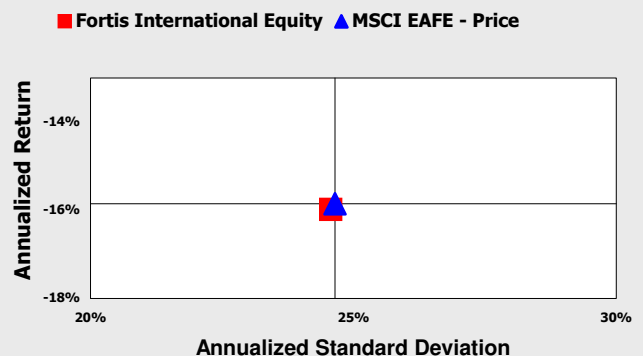 Fortis International Equity MSCI EAFE - Price
Annualized Return
-14%
-16%
-18%
20% 25% 30%
Annualized Standard Deviation